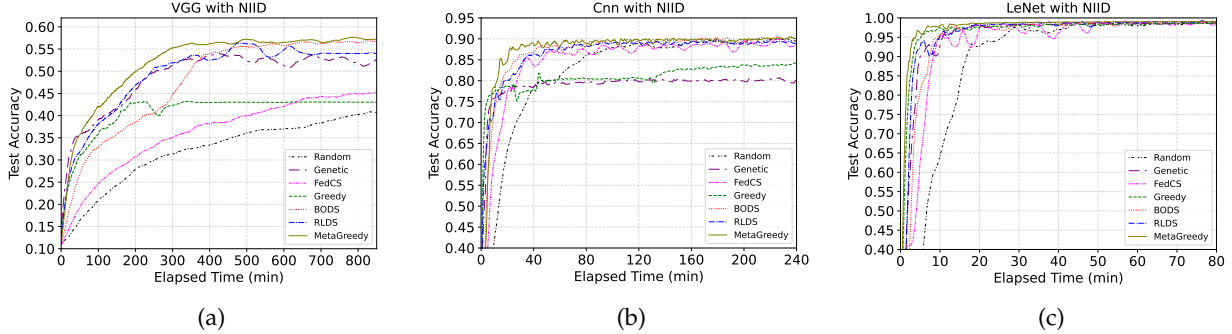 VGG with NIID
Test Accuracy
0.60
0.55
0.50
0.45
0.40
0.35
0.30
0.25
0.20
0.15
0.10
0 100 200 300 400 500 600 700 800
Elapsed Time (min)
Random
Genetic
FedCS
Greedy
BODS
RLDS
MetaGreedy
(a)
Cnn with NIID
Test Accuracy
0.95
0.90
0.85
0.80
0.75
0.70
0.65
0.60
0.55
0.50
0.45
0.40
0 40 80 120 160 200 240
Elapsed Time (min)
Random
Genetic
FedCS
Greedy
BODS
RLDS
MetaGreedy
(b)
LeNet with NIID
Test Accuracy
1.00
0.95
0.90
0.85
0.80
0.75
0.70
0.65
0.60
0.55
0.50
0.45
0.40
0 10 20 30 40 50 60 70 80
Elapsed Time (min)
Random
Genetic
FedCS
Greedy
BODS
RLDS
MetaGreedy
(c)